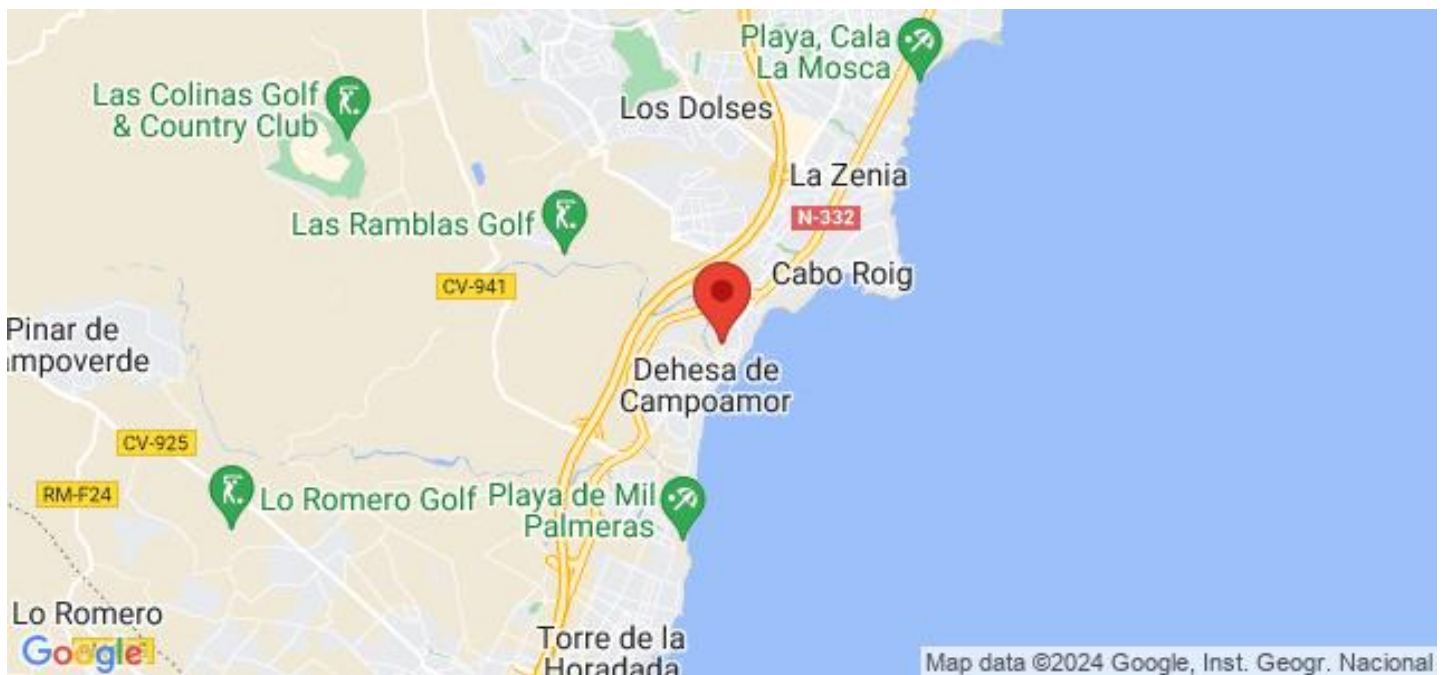 Playa, Cala
La Mosca
Las Colinas Golf
& Country Club
Los Dolses
La Zenia
N-332
Las Ramblas Golf
Cabo Roig
CV-941
Pinar de
mpoverde
Dehesa de
Campoamor
CV-925
RM-F24
Lo Romero Golf
Playa de Mil
Palmeras
Lo Romero
Torre de la
Horadada
Google
Map data ©2024 Google, Inst. Geogr. Nacional